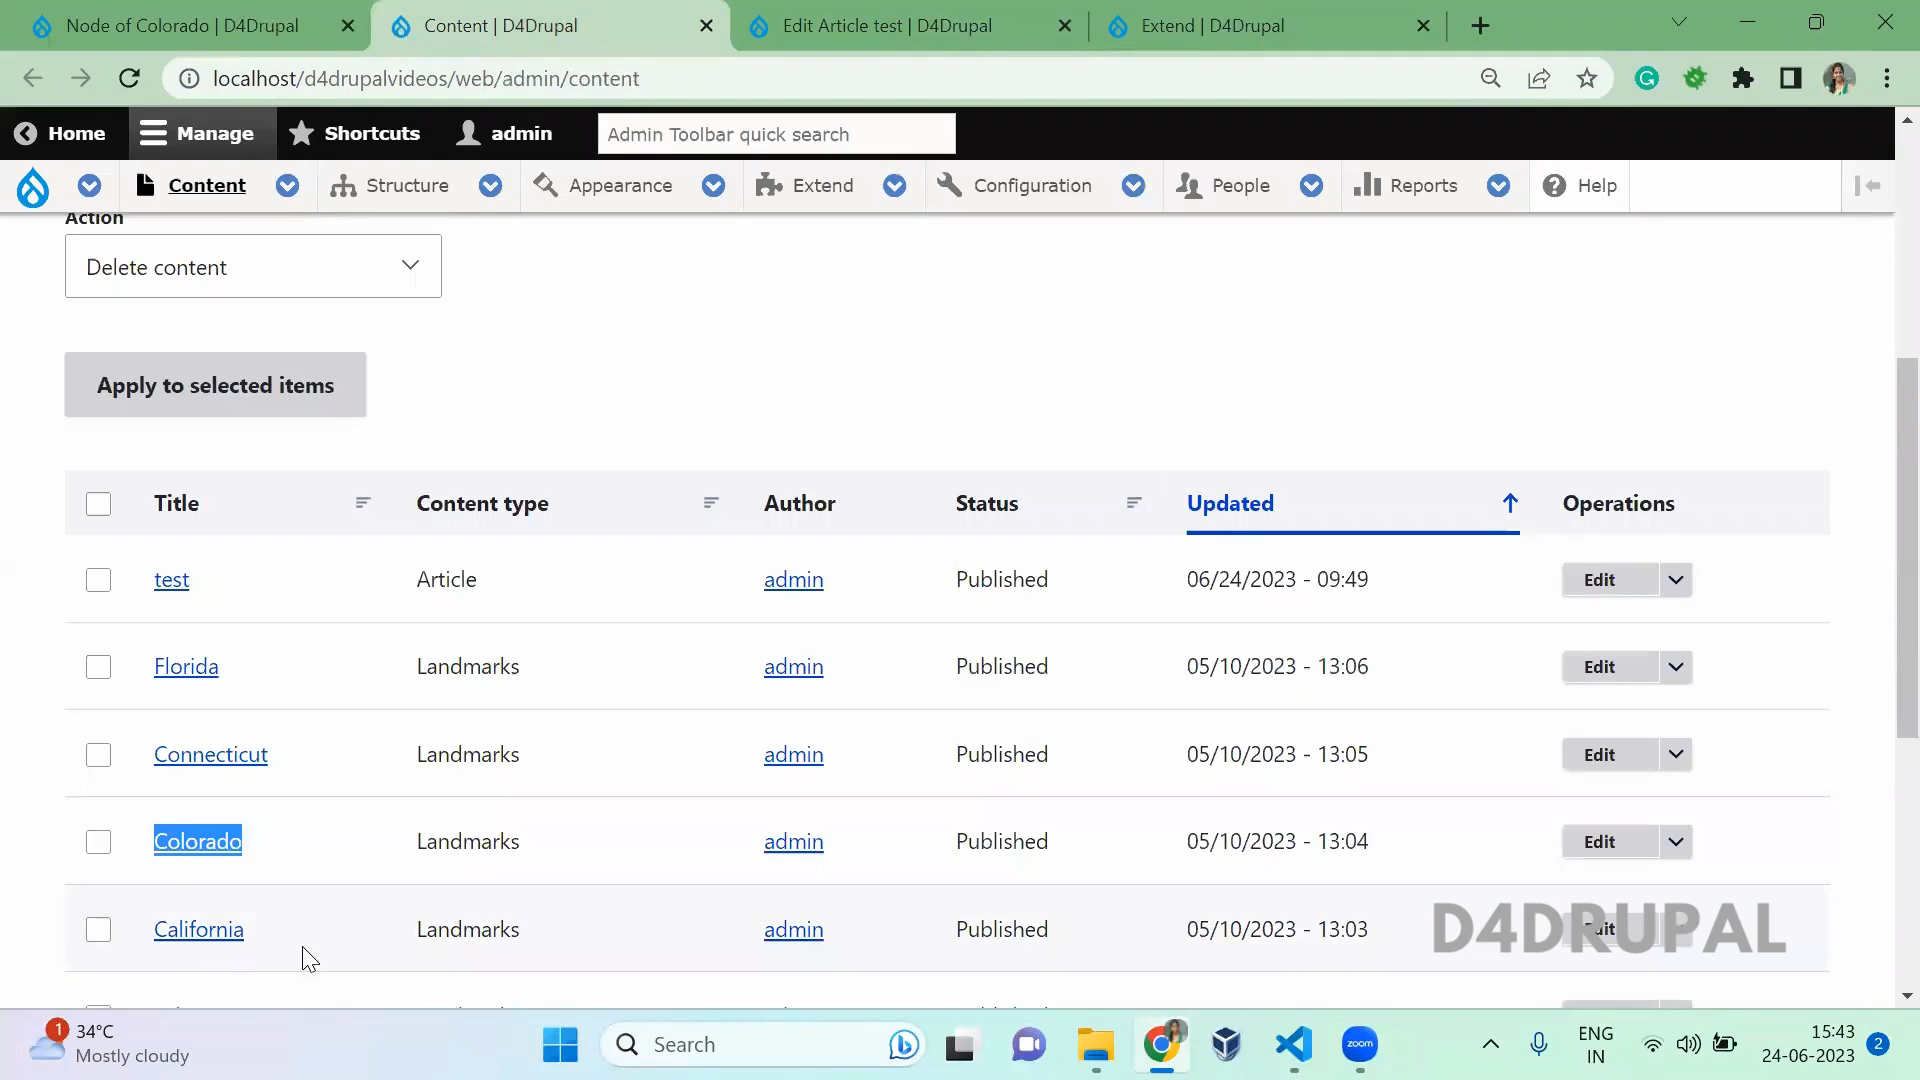 Node of Colorado | D4Drupal
Content | D4Drupal
Edit Article test | D4Drupal
Extend | D4Drupal
localhost/d4drupalvideos/web/admin/content
Home
Manage
Shortcuts
admin
Admin Toolbar quick search
Content
Structure
Appearance
Extend
Configuration
People
Reports
Help
Action
Delete content
Apply to selected items
Title Content type Author Status Updated Operations
test Article admin Published 06/24/2023 - 09:49 Edit
Florida Landmarks admin Published 05/10/2023 - 13:06 Edit
Connecticut Landmarks admin Published 05/10/2023 - 13:05 Edit
Colorado Landmarks admin Published 05/10/2023 - 13:04 Edit
California Landmarks admin Published 05/10/2023 - 13:03 Edit
D4DRUPAL
1 34°C
Mostly cloudy
Search
zoom
ENG
IN
15:43
24-06-2023
2